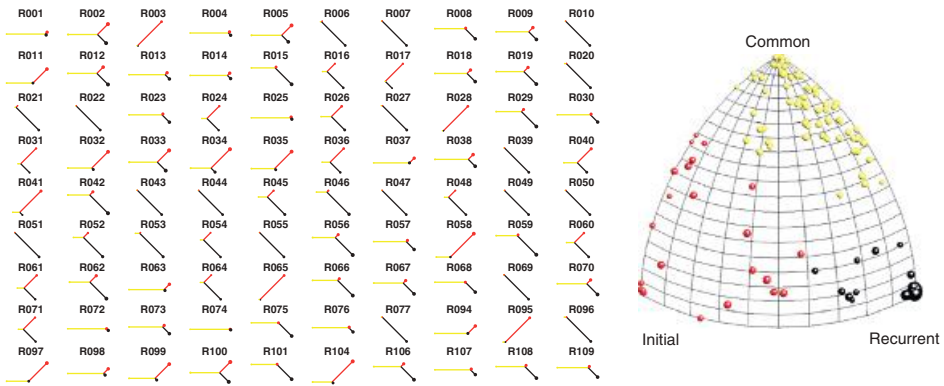 R001 R002 R003 R004 R005 R006 R007 R008 R009 R010
R011 R012 R013 R014 R015 R016 R017 R018 R019 R020
R021 R022 R023 R024 R025 R026 R027 R028 R029 R030
R031 R032 R033 R034 R035 R036 R037 R038 R039 R040
R041 R042 R043 R044 R045 R046 R047 R048 R049 R050
R051 R052 R053 R054 R055 R056 R057 R058 R059 R060
R061 R062 R063 R064 R065 R066 R067 R068 R069 R070
R071 R072 R073 R074 R075 R076 R077 R094 R095 R096
R097 R098 R099 R100 R101 R104 R106 R107 R108 R109
Common
Initial Recurrent